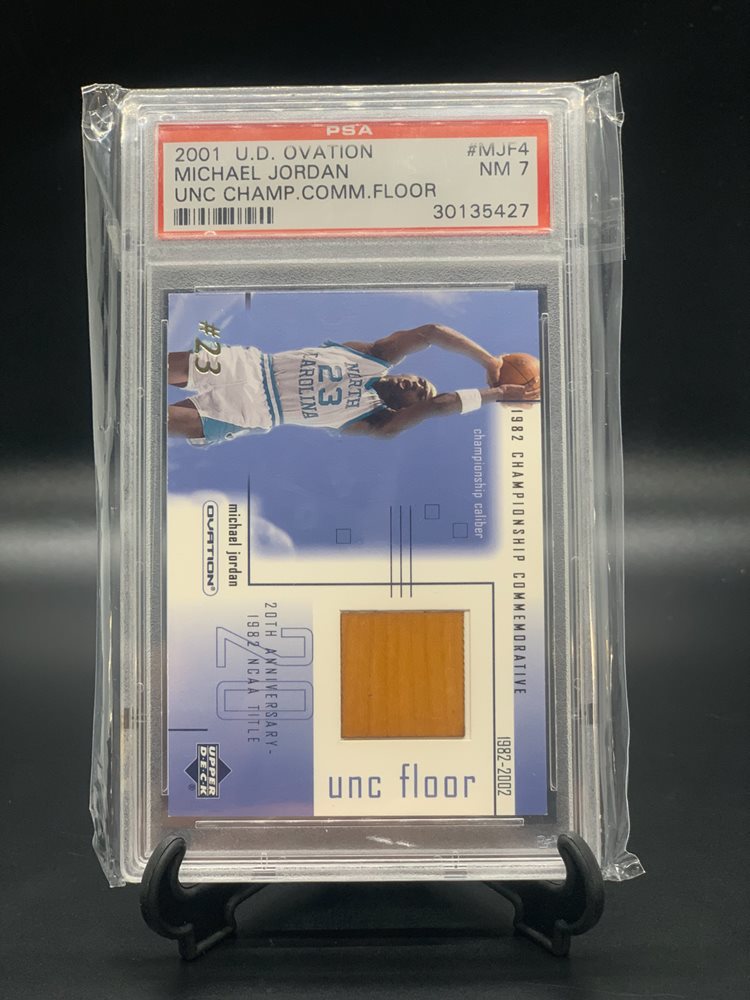 PSA
2001 U.D. OVATION #MJF4
MICHAEL JORDAN NM 7
UNC CHAMP.COMM.FLOOR
30135427
#23
NORTH
CAROLINA
23
1982 CHAMPIONSHIP COMMEMORATIVE
championship caliber
michael jordan
OVATION®
20
20TH ANNIVERSARY-
1982 NCAA TITLE
1982-2002
unc floor
UPPER
DECK
®